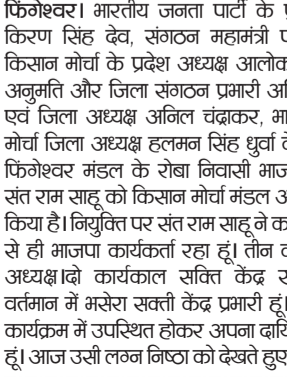 फिंगेश्वर। भारतीय जनता पार्टी के
किरण सिंह देव, संगठन महामंत्री
किसान मोर्चा के प्रदेश अध्यक्ष आलोक
अनुमति और जिला संगठन प्रभारी
एवं जिला अध्यक्ष अनिल चंद्राकर,
मोर्चा जिला अध्यक्ष हलमन सिंह धुर्वा
फिंगेश्वर मंडल के रोबा निवासी
संत राम साहू को किसान मोर्चा मंडल
किया है। नियुक्ति पर संत राम साहू ने
से ही भाजपा कार्यकर्ता रहा हूं। तीन
अध्यक्ष।दो कार्यकाल सक्ति केंद्र
वर्तमान में भसेरा सक्ती केंद्र प्रभारी हूं।
कार्यक्रम में उपस्थित होकर अपना
हूं। आज उसी लग्न निष्ठा को देखते हुए